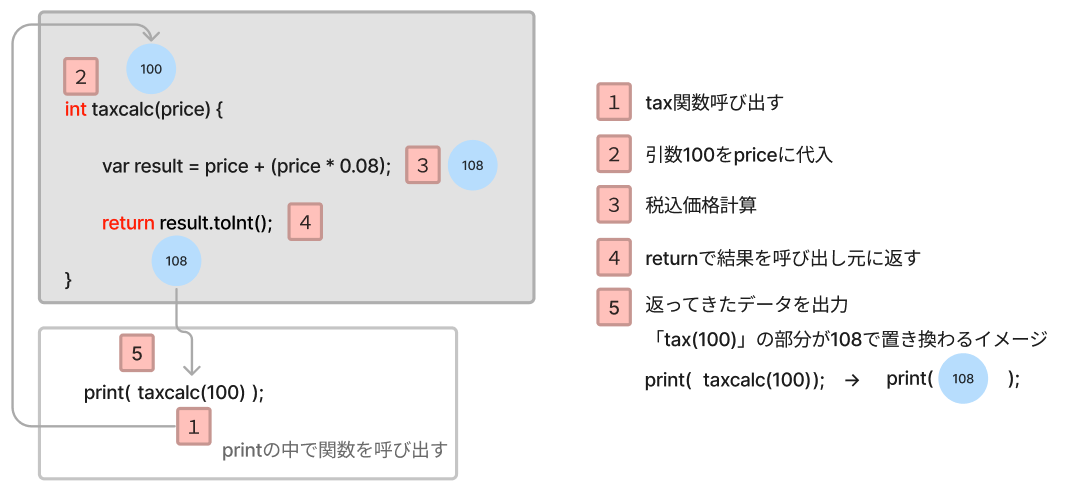 100
2
int taxcalc(price) {
var result = price + (price * 0.08);
3
108
return result.toInt();
4
108
}
5
print( taxcalc(100) );
1
printの中で関数を呼び出す
1 tax関数呼び出す
2 引数100をpriceに代入
3 税込価格計算
4 returnで結果を呼び出し元に返す
5 返ってきたデータを出力
「tax(100)」の部分が108で置き換わるイメージ
print( taxcalc(100)); → print( 108 );